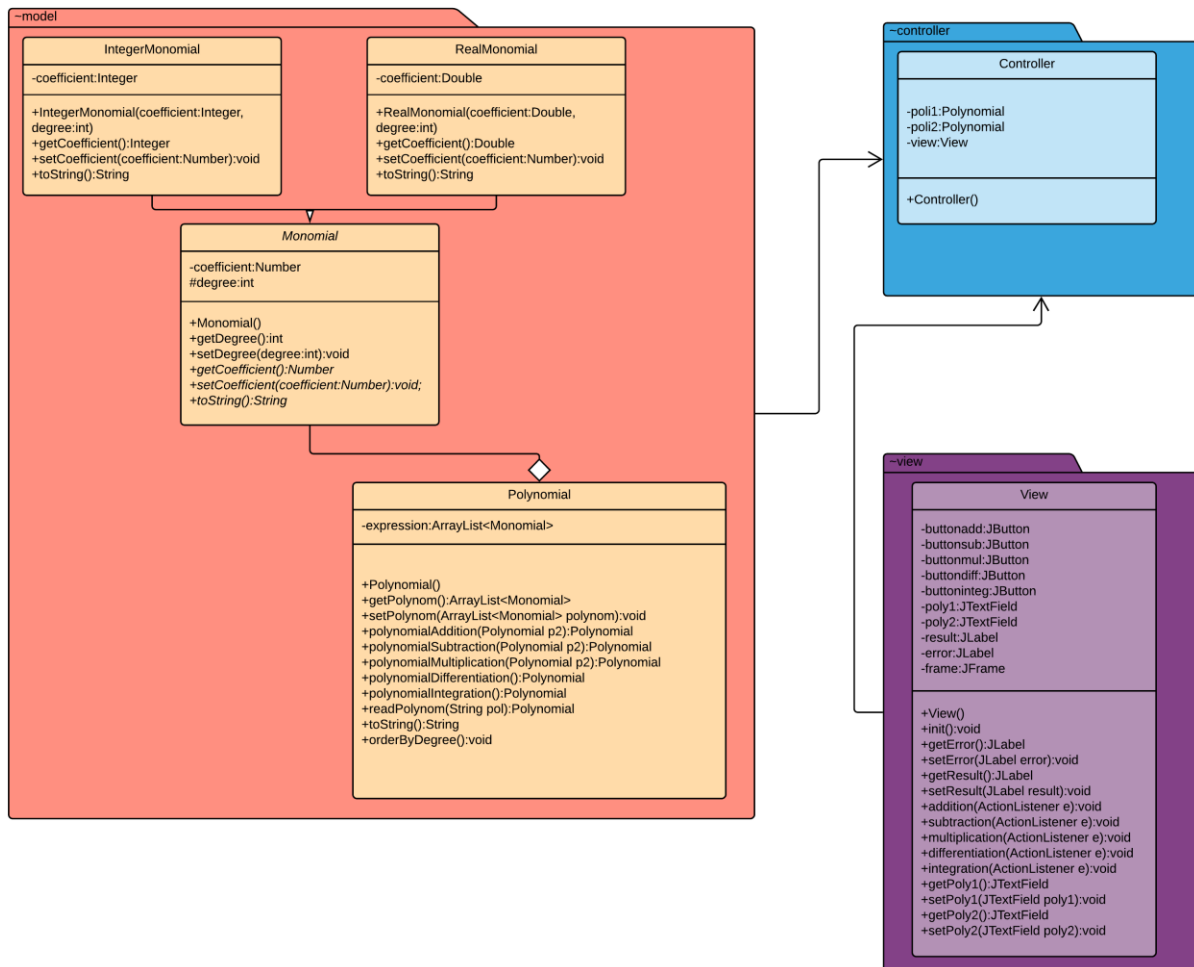 ~model
IntegerMonomial
-coefficient:Integer
+IntegerMonomial(coefficient:Integer,
degree:int)
+getCoefficient():Integer
+setCoefficient(coefficient:Number):void
+toString():String
RealMonomial
-coefficient:Double
+RealMonomial(coefficient:Double,
degree:int)
+getCoefficient():Double
+setCoefficient(coefficient:Number):void
+toString():String
Monomial
-coefficient:Number
#degree:int
+Monomial()
+getDegree():int
+setDegree(degree:int):void
+getCoefficient():Number
+setCoefficient(coefficient:Number):void;
+toString():String
Polynomial
-expression:ArrayList<Monomial>
+Polynomial()
+getPolynom():ArrayList<Monomial>
+setPolynom(ArrayList<Monomial> polynom):void
+polynomialAddition(Polynomial p2):Polynomial
+polynomialSubtraction(Polynomial p2):Polynomial
+polynomialMultiplication(Polynomial p2):Polynomial
+polynomialDifferentiation():Polynomial
+polynomialIntegration():Polynomial
+readPolynom(String pol):Polynomial
+toString():String
+orderByDegree():void
~controller
Controller
-poli1:Polynomial
-poli2:Polynomial
-view:View
+Controller()
~view
View
-buttonadd:JButton
-buttonsub:JButton
-buttonmul:JButton
-buttondiff:JButton
-buttoninteg:JButton
-poly1:JTextField
-poly2:JTextField
-result:JLabel
-error:JLabel
-frame:JFrame
+View()
+init():void
+getError():JLabel
+setError(JLabel error):void
+getResult():JLabel
+setResult(JLabel result):void
+addition(ActionListener e):void
+subtraction(ActionListener e):void
+multiplication(ActionListener e):void
+differentiation(ActionListener e):void
+integration(ActionListener e):void
+getPoly1():JTextField
+setPoly1(JTextField poly1):void
+getPoly2():JTextField
+setPoly2(JTextField poly2):void